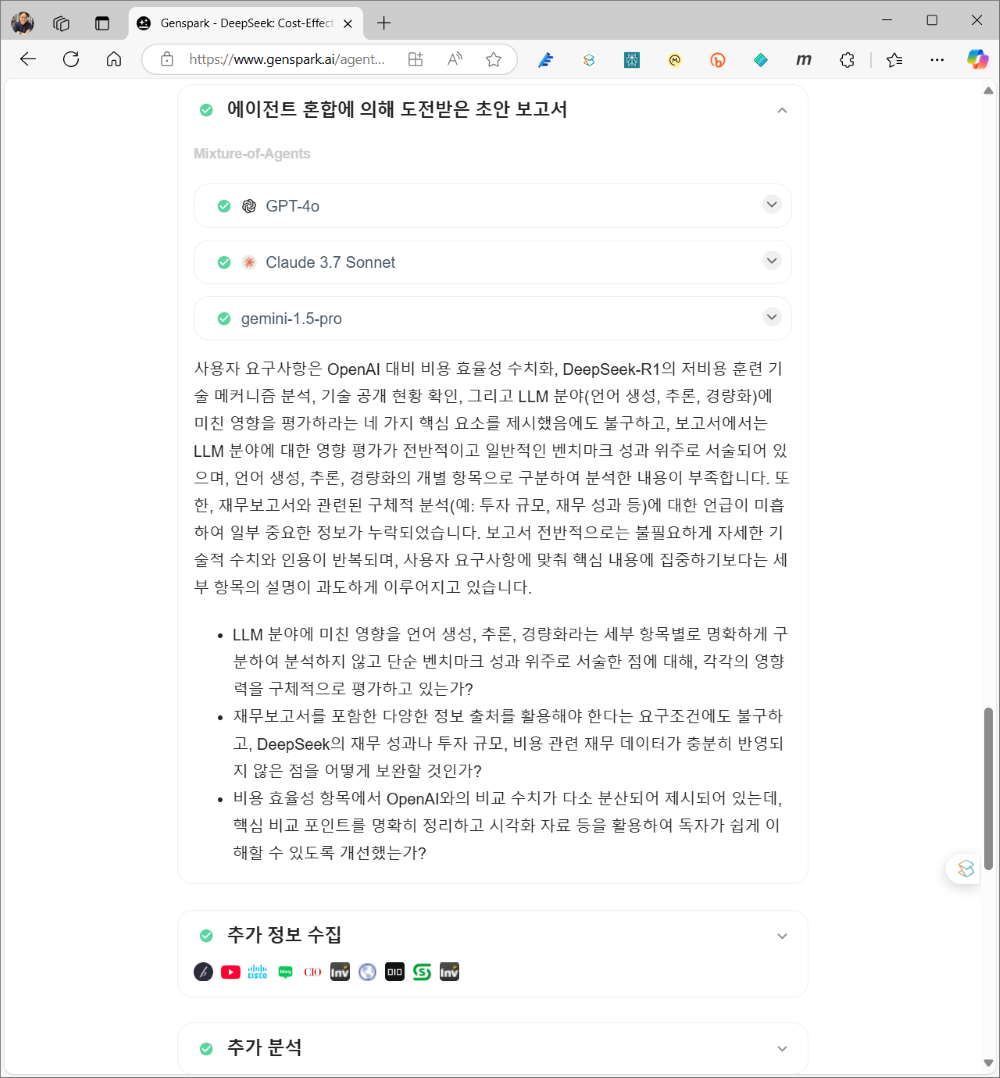 Genspark - DeepSeek: Cost-Effect
https://www.genspark.ai/agent...
에이전트 혼합에 의해 도전받은 초안 보고서
Mixture-of-Agents
GPT-4o
Claude 3.7 Sonnet
gemini-1.5-pro
사용자 요구사항은 OpenAI 대비 비용 효율성 수치화, DeepSeek-R1의 저비용 훈련 기
술 메커니즘 분석, 기술 공개 현황 확인, 그리고 LLM 분야(언어 생성, 추론, 경량화)에
미친 영향을 평가하라는 네 가지 핵심 요소를 제시했음에도 불구하고, 보고서에서는
LLM 분야에 대한 영향 평가가 전반적이고 일반적인 벤치마크 성과 위주로 서술되어 있
으며, 언어 생성, 추론, 경량화의 개별 항목으로 구분하여 분석한 내용이 부족합니다. 또
한, 재무보고서와 관련된 구체적 분석(예: 투자 규모, 재무 성과 등)에 대한 언급이 미흡
하여 일부 중요한 정보가 누락되었습니다. 보고서 전반적으로는 불필요하게 자세한 기
술적 수치와 인용이 반복되며, 사용자 요구사항에 맞춰 핵심 내용에 집중하기보다는 세
부 항목의 설명이 과도하게 이루어지고 있습니다.
• LLM 분야에 미친 영향을 언어 생성, 추론, 경량화라는 세부 항목별로 명확하게 구
분하여 분석하지 않고 단순 벤치마크 성과 위주로 서술한 점에 대해, 각각의 영향
력을 구체적으로 평가하고 있는가?
• 재무보고서를 포함한 다양한 정보 출처를 활용해야 한다는 요구조건에도 불구하
고, DeepSeek의 재무 성과나 투자 규모, 비용 관련 재무 데이터가 충분히 반영되
지 않은 점을 어떻게 보완할 것인가?
• 비용 효율성 항목에서 OpenAI와의 비교 수치가 다소 분산되어 제시되어 있는데,
핵심 비교 포인트를 명확히 정리하고 시각화 자료 등을 활용하여 독자가 쉽게 이
해할 수 있도록 개선했는가?
추가 정보 수집
cisco blog CIO Inv DIO S Inv
추가 분석